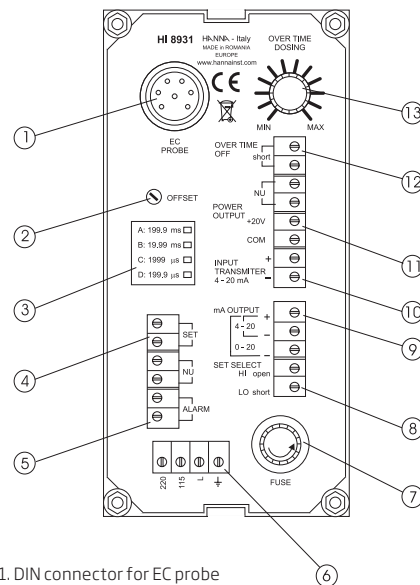 HI 8931 HANNA - Italy
MADE in ROMANIA
EUROPE
www.hannainst.com
CE
OVER TIME
DOSING
MIN MAX
EC
PROBE
OFFSET
A: 199,9 ms
B: 19.99 ms
C: 1999 µs
D: 199,9 µs
OVER TIME
OFF
short
NU
POWER
OUTPUT
+20V
COM
INPUT
TRANSMITER
4 - 20 mA
+
−
mA OUTPUT
+
4 - 20
−
0 - 20
−
SET SELECT
HI open
LO short
SET
NU
ALARM
220
115
L
FUSE
1
2
3
4
5
6
7
8
9
10
11
12
13
1. DIN connector for EC probe